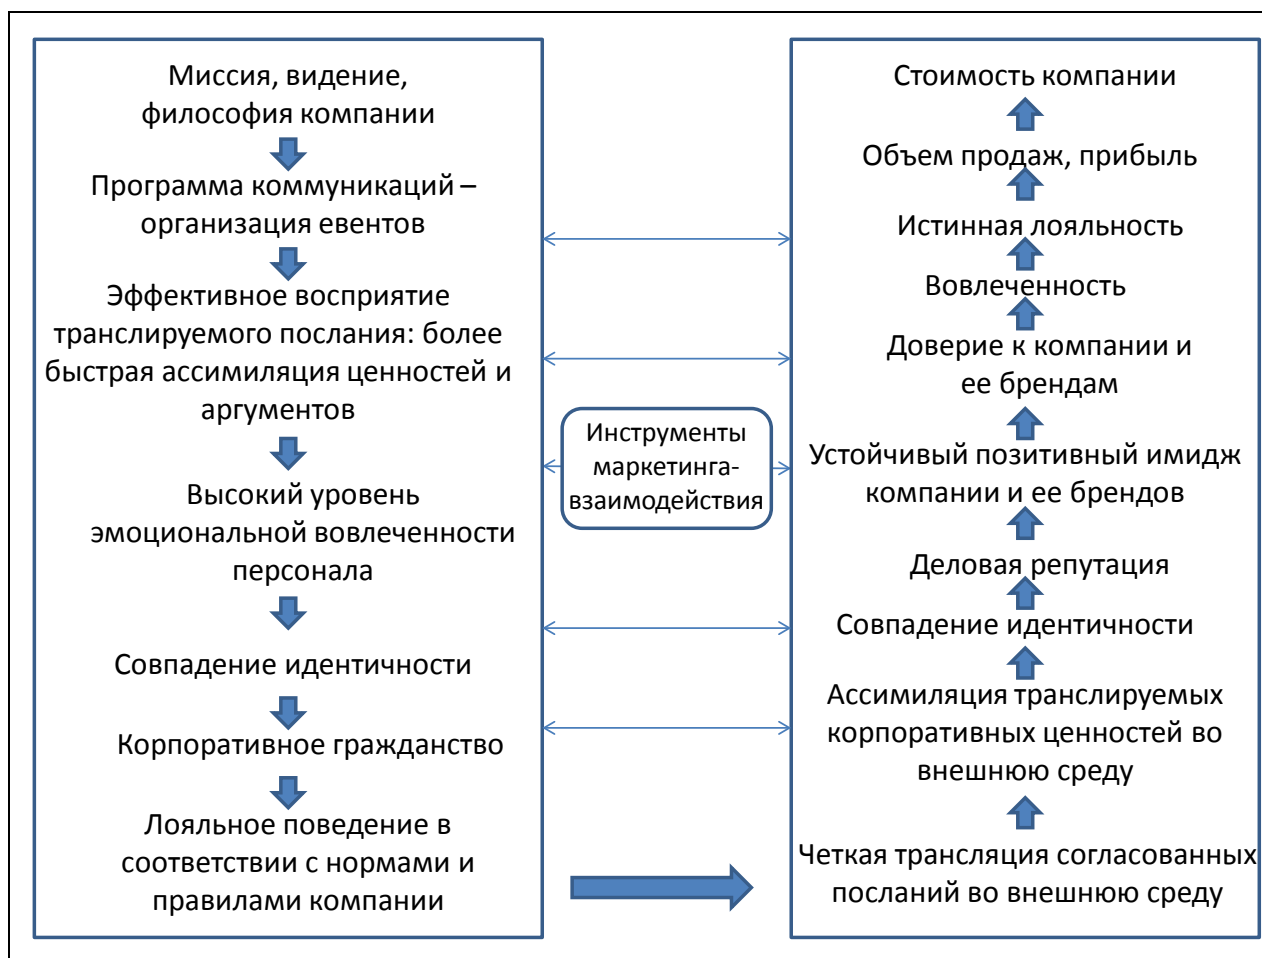 Миссия, видение,
философия компании
Программа коммуникаций –
организация евентов
Эффективное восприятие
транслируемого послания: более
быстрая ассимиляция ценностей и
аргументов
Высокий уровень
эмоциональной вовлеченности
персонала
Совпадение идентичности
Корпоративное гражданство
Лояльное поведение в
соответствии с нормами и
правилами компании
Инструменты
маркетинга-
взаимодействия
Стоимость компании
Объем продаж, прибыль
Истинная лояльность
Вовлеченность
Доверие к компании и
ее брендам
Устойчивый позитивный имидж
компании и ее брендов
Деловая репутация
Совпадение идентичности
Ассимиляция транслируемых
корпоративных ценностей во
внешнюю среду
Четкая трансляция согласованных
посланий во внешнюю среду